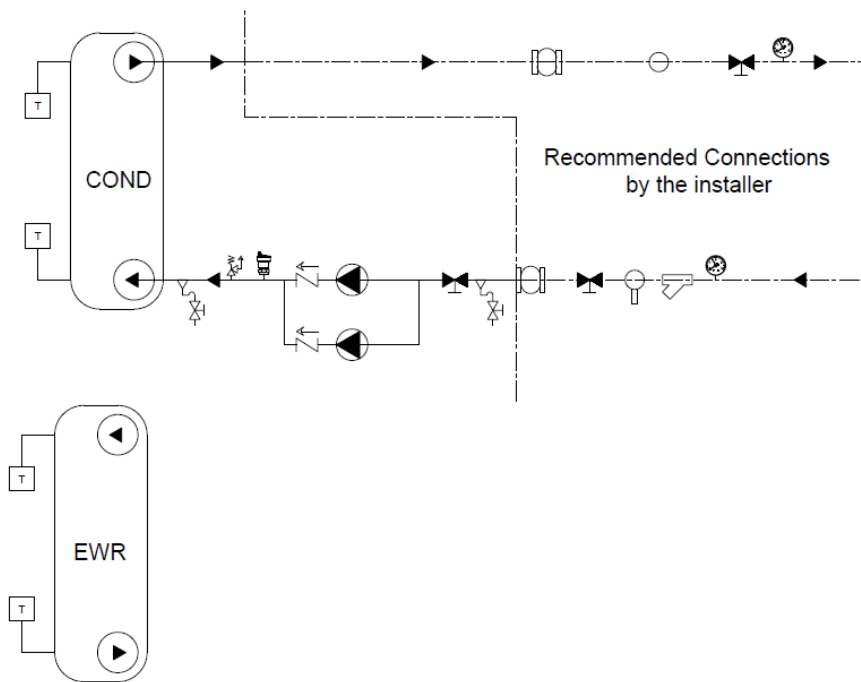 T
COND
Recommended Connections
by the installer
T
T
EWR
T